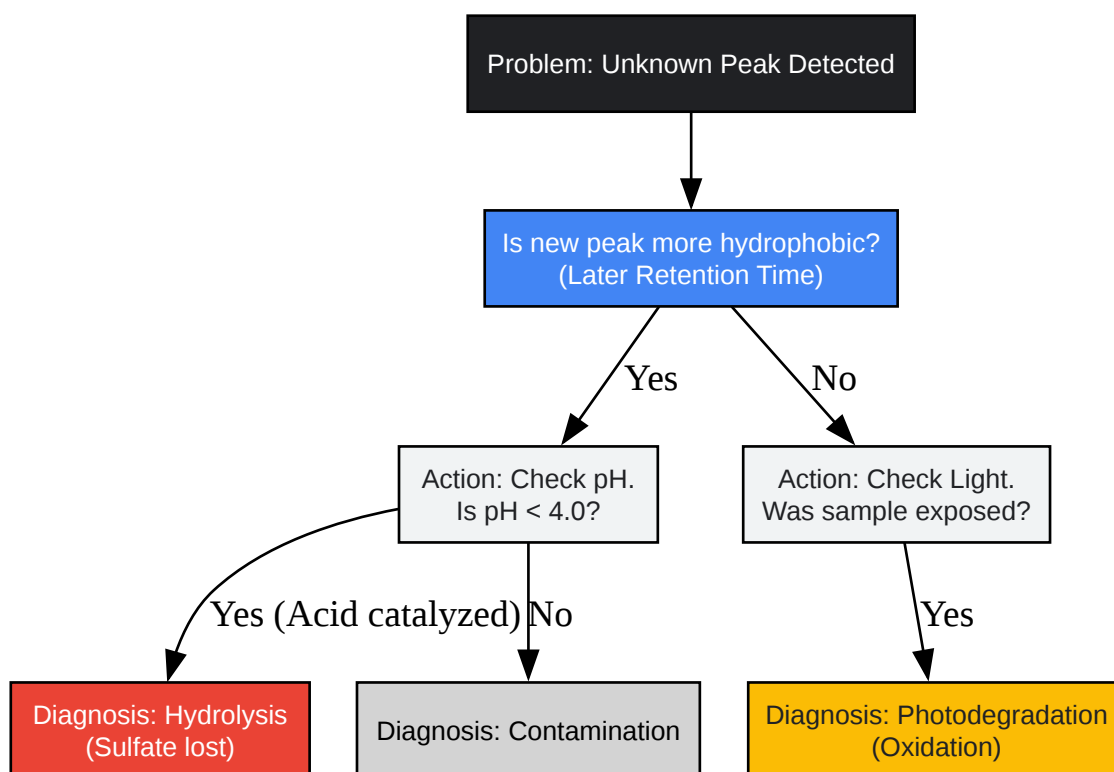 Problem: Unknown Peak Detected
Is new peak more hydrophobic?
(Later Retention Time)
Yes
No
Action: Check pH.
Is pH < 4.0?
Action: Check Light.
Was sample exposed?
Yes (Acid catalyzed)
No
Yes
Diagnosis: Hydrolysis
(Sulfate lost)
Diagnosis: Contamination
Diagnosis: Photodegradation
(Oxidation)